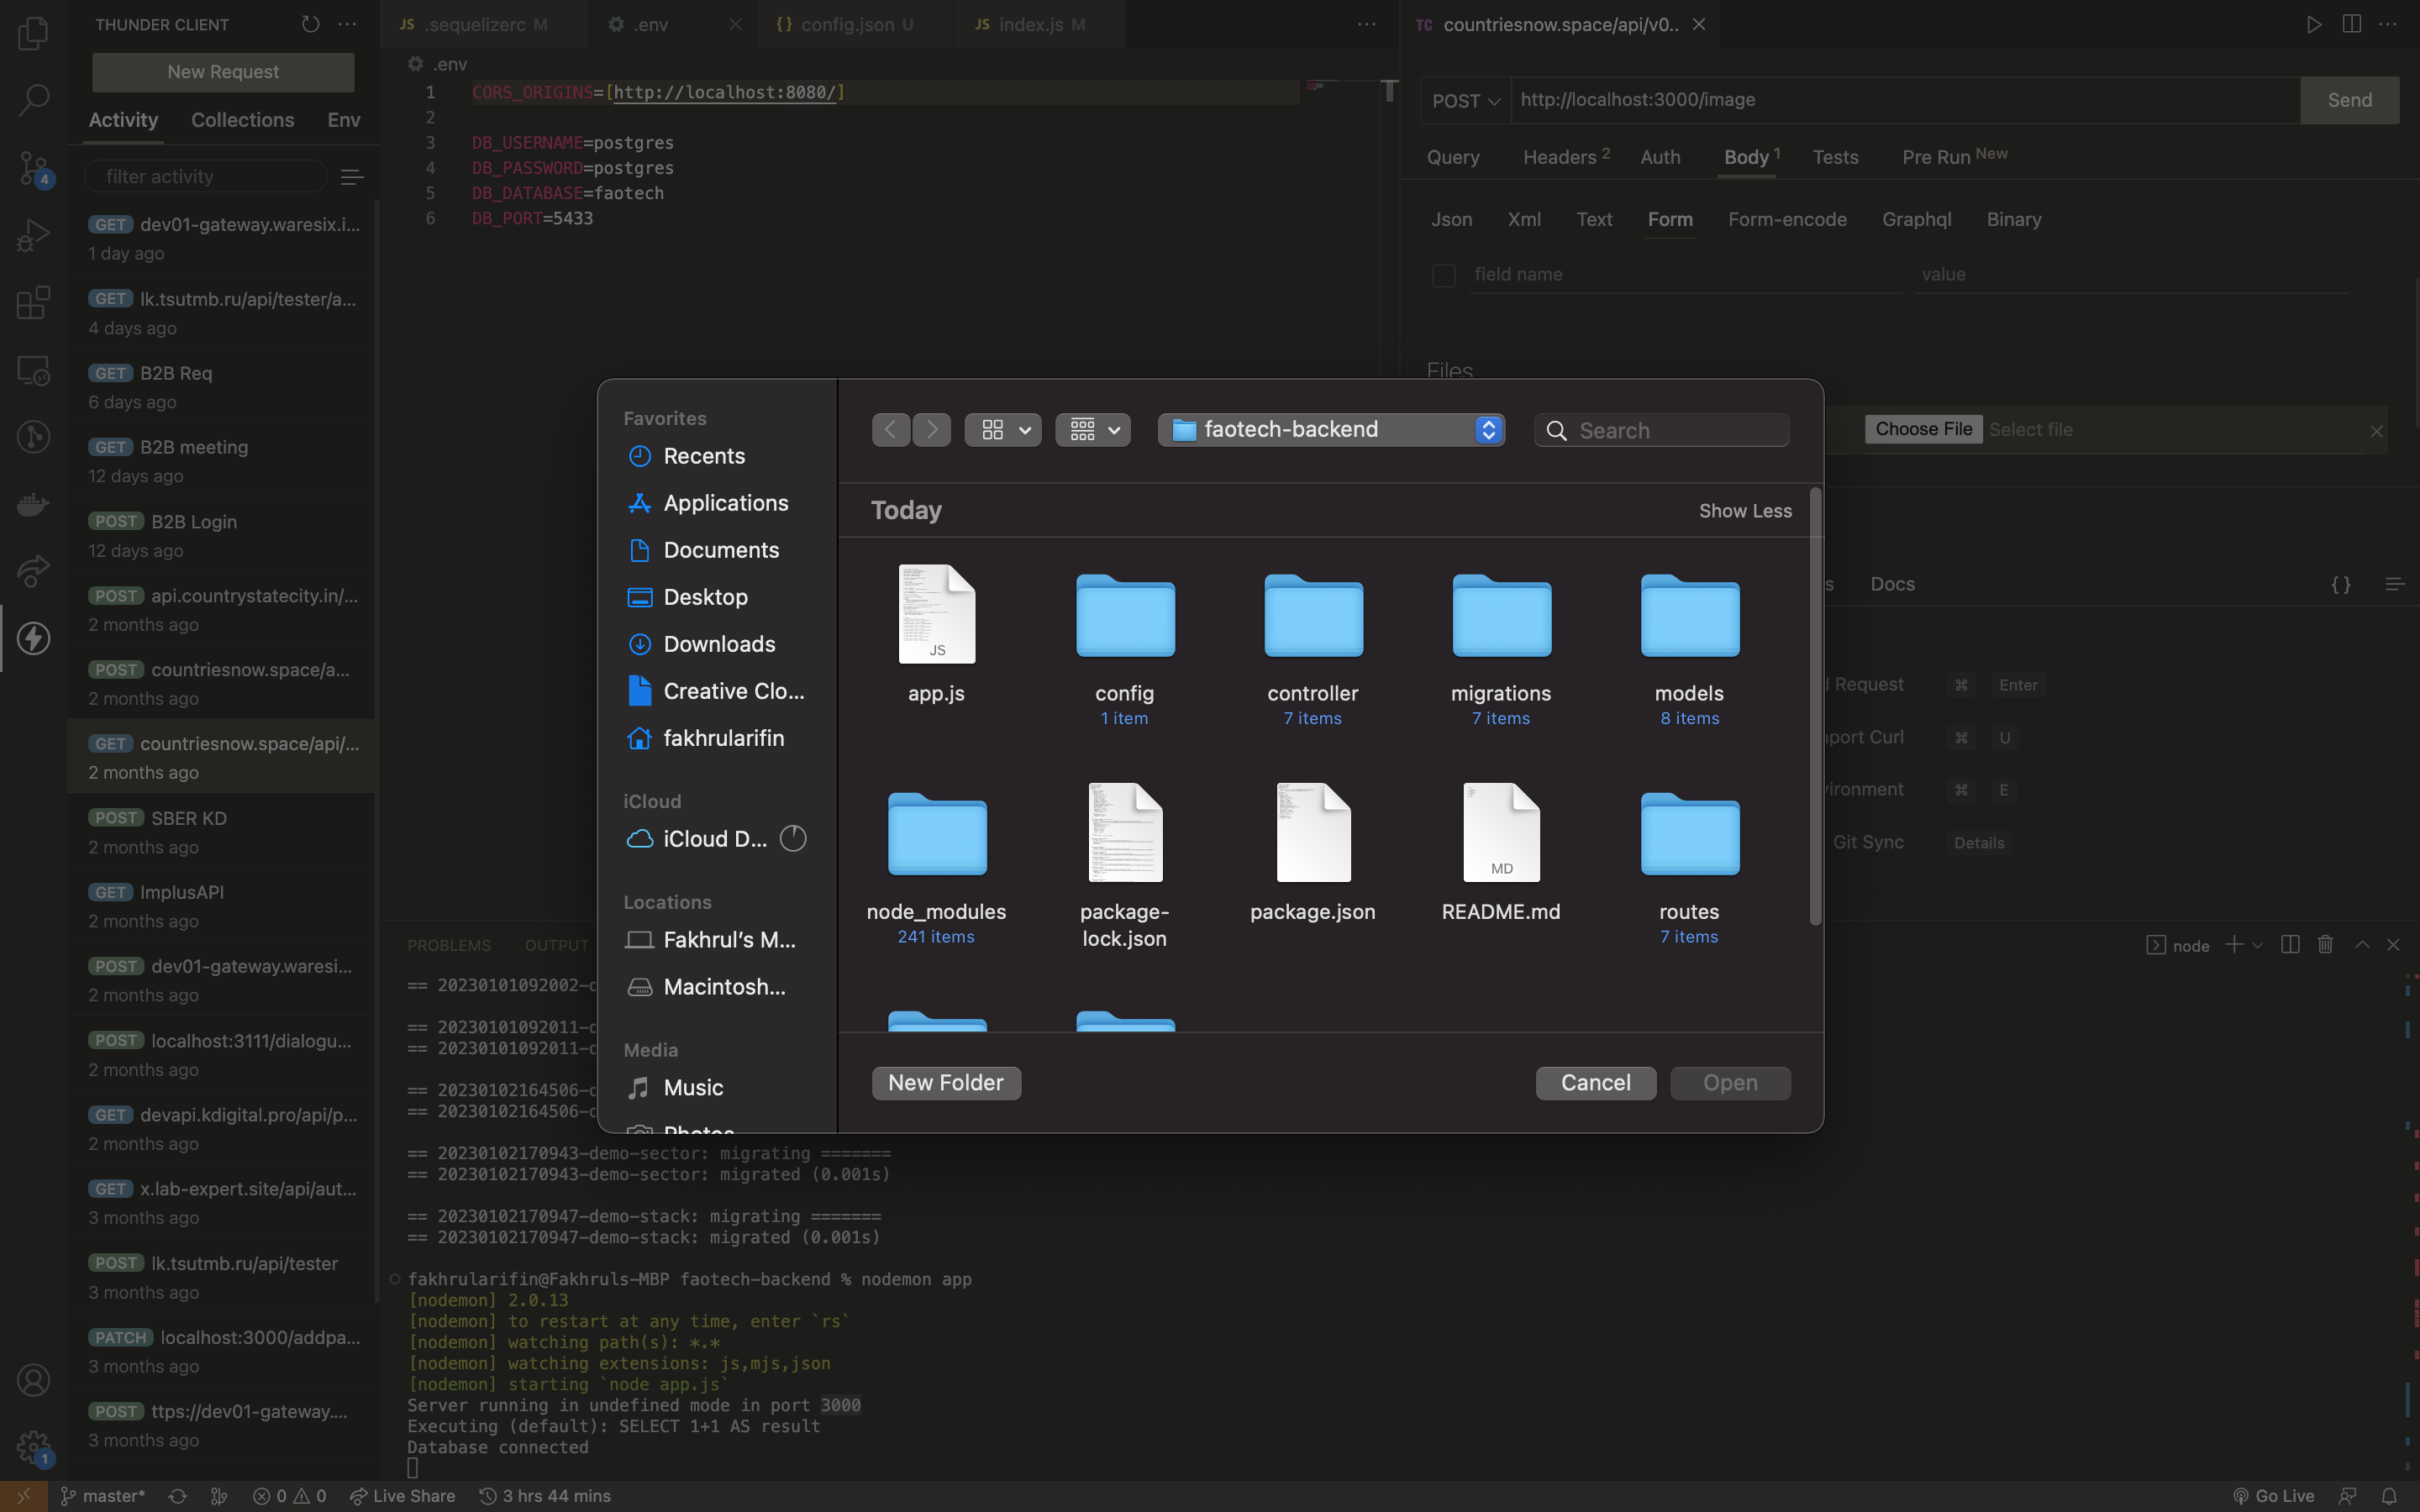 THUNDER CLIENT
New Request
Activity Collections Env
filter activity
GET dev01-gateway.waresix.i...
1 day ago
GET lk.tsutmb.ru/api/tester/a...
4 days ago
GET B2B Req
6 days ago
GET B2B meeting
12 days ago
POST B2B Login
12 days ago
POST api.countrystatecity.in/...
2 months ago
POST countriesnow.space/a...
2 months ago
GET countriesnow.space/api/...
2 months ago
POST SBER KD
2 months ago
GET ImplusAPI
2 months ago
POST dev01-gateway.waresi...
2 months ago
POST localhost:3111/dialogu...
2 months ago
GET devapi.kdigital.pro/api/p...
2 months ago
GET x.lab-expert.site/api/aut...
3 months ago
POST lk.tsutmb.ru/api/tester
3 months ago
PATCH localhost:3000/addpa...
3 months ago
POST ttps://dev01-gateway....
3 months ago
4
1
JS .sequelizerc M
.env
{} config.json U
JS index.js M
.env
1 CORS_ORIGINS=[http://localhost:8080/]
2
3 DB_USERNAME=postgres
4 DB_PASSWORD=postgres
5 DB_DATABASE=faotech
6 DB_PORT=5433
TC countriesnow.space/api/v0..
POST http://localhost:3000/image Send
Query Headers 2 Auth Body 1 Tests Pre Run New
Json Xml Text Form Form-encode Graphql Binary
field name value
Files
Choose File Select file
s Docs {}
Request ⌘ Enter
port Curl ⌘ U
ironment ⌘ E
Git Sync Details
Favorites
Recents
Applications
Documents
Desktop
Downloads
Creative Clo...
fakhrularifin
iCloud
iCloud D...
Locations
Fakhrul's M...
Macintosh...
Media
Music
Photos
faotech-backend
Search
Today Show Less
JS
app.js
config
1 item
controller
7 items
migrations
7 items
models
8 items
node_modules
241 items
package-
lock.json
package.json
MD
README.md
routes
7 items
New Folder Cancel Open
PROBLEMS OUTPUT
node
== 20230101092002-d
== 20230101092011-d
== 20230101092011-d
== 20230102164506-d
== 20230102164506-d
== 20230102170943-demo-sector: migrating =======
== 20230102170943-demo-sector: migrated (0.001s)
== 20230102170947-demo-stack: migrating =======
== 20230102170947-demo-stack: migrated (0.001s)
fakhrularifin@Fakhruls-MBP faotech-backend % nodemon app
[nodemon] 2.0.13
[nodemon] to restart at any time, enter `rs`
[nodemon] watching path(s): *.*
[nodemon] watching extensions: js,mjs,json
[nodemon] starting `node app.js`
Server running in undefined mode in port 3000
Executing (default): SELECT 1+1 AS result
Database connected
master* 0 0 Live Share 3 hrs 44 mins Go Live